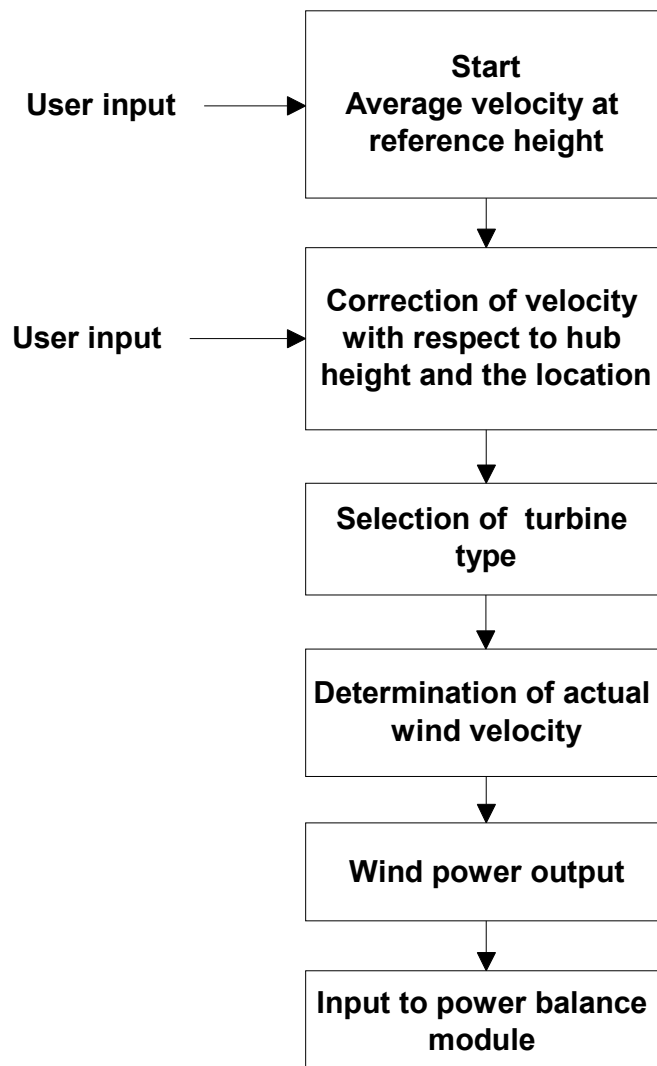 Start
User input
Average velocity at
reference height
Correction of velocity
User input
with respect to hub
height and the location
Selection of turbine
type
Determination of actual
wind velocity
Wind power output
Input to power balance
module